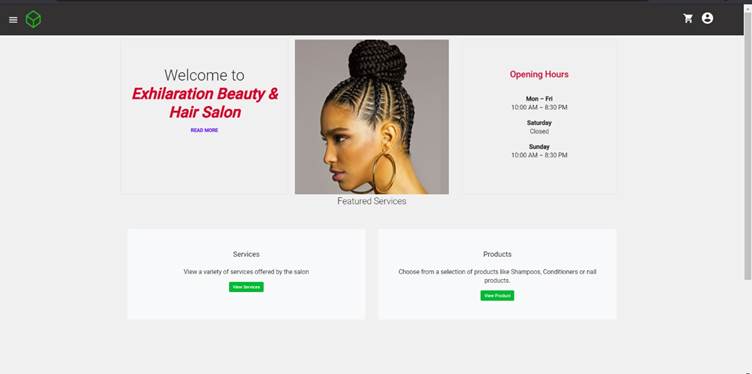 Welcome to
Exhilaration Beauty &
Hair Salon
READ MORE
Opening Hours
Mon – Fri
10:00 AM – 8:30 PM
Saturday
Closed
Sunday
10:00 AM – 8:30 PM
Featured Services
Services
View a variety of services offered by the salon
View Services
Products
Choose from a selection of products like Shampoos, Conditioners or nail
products.
View Product